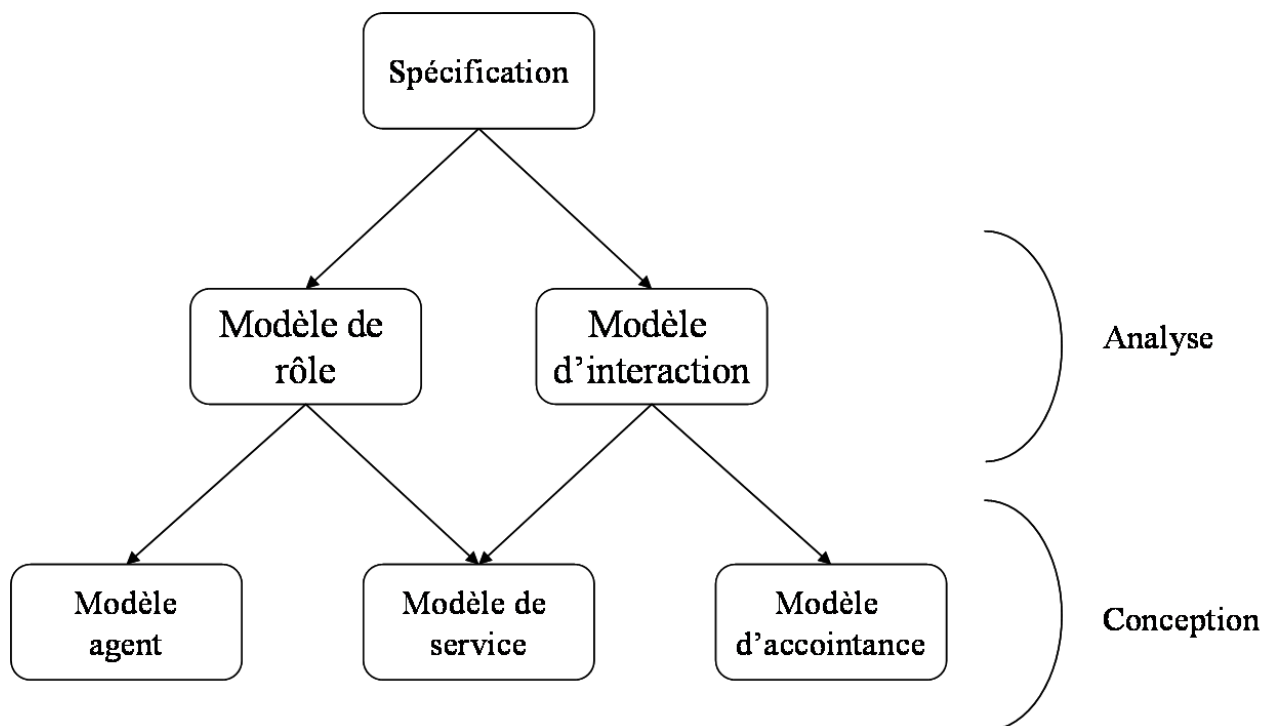 Spécification
Modèle de
rôle
Modèle
d’interaction
Analyse
Modèle
agent
Modèle de
service
Modèle
d’accointance
Conception